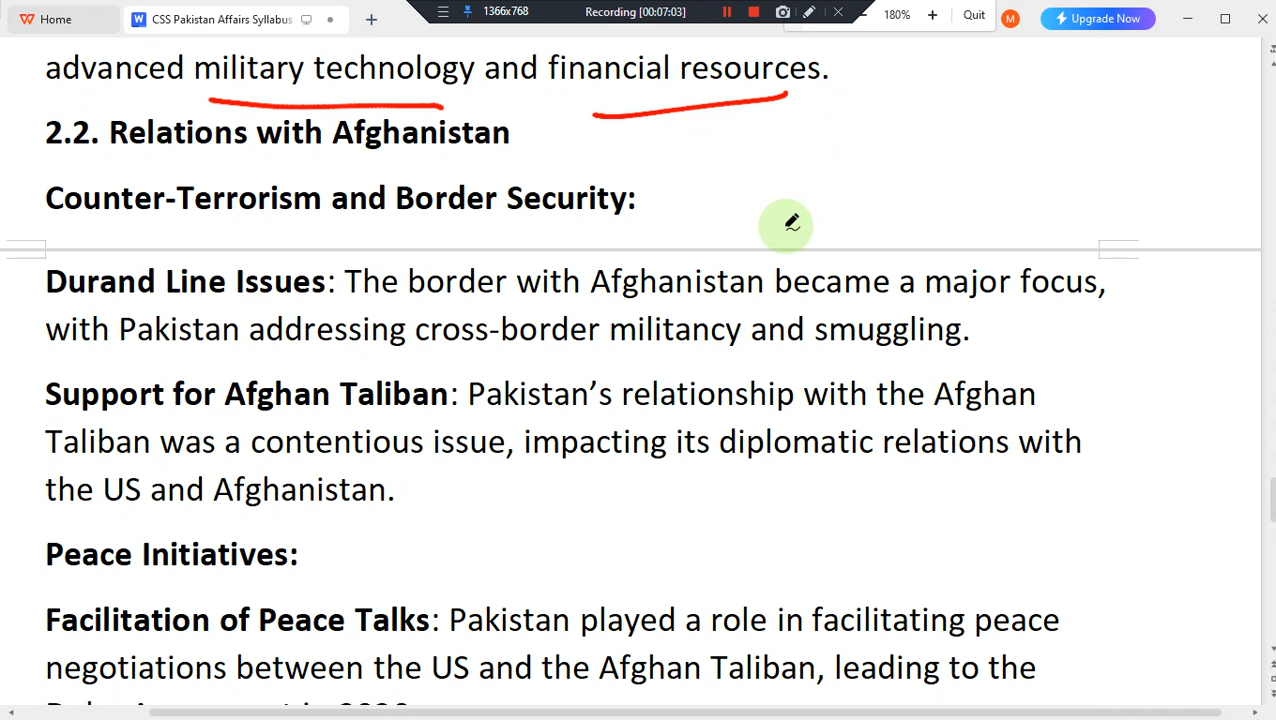 Home
CSS Pakistan Affairs Syllabus
1366x768
Recording [00:07:03]
180%
Quit
M
Upgrade Now
advanced military technology and financial resources.
2.2. Relations with Afghanistan
Counter-Terrorism and Border Security:
Durand Line Issues: The border with Afghanistan became a major focus,
with Pakistan addressing cross-border militancy and smuggling.
Support for Afghan Taliban: Pakistan’s relationship with the Afghan
Taliban was a contentious issue, impacting its diplomatic relations with
the US and Afghanistan.
Peace Initiatives:
Facilitation of Peace Talks: Pakistan played a role in facilitating peace
negotiations between the US and the Afghan Taliban, leading to the